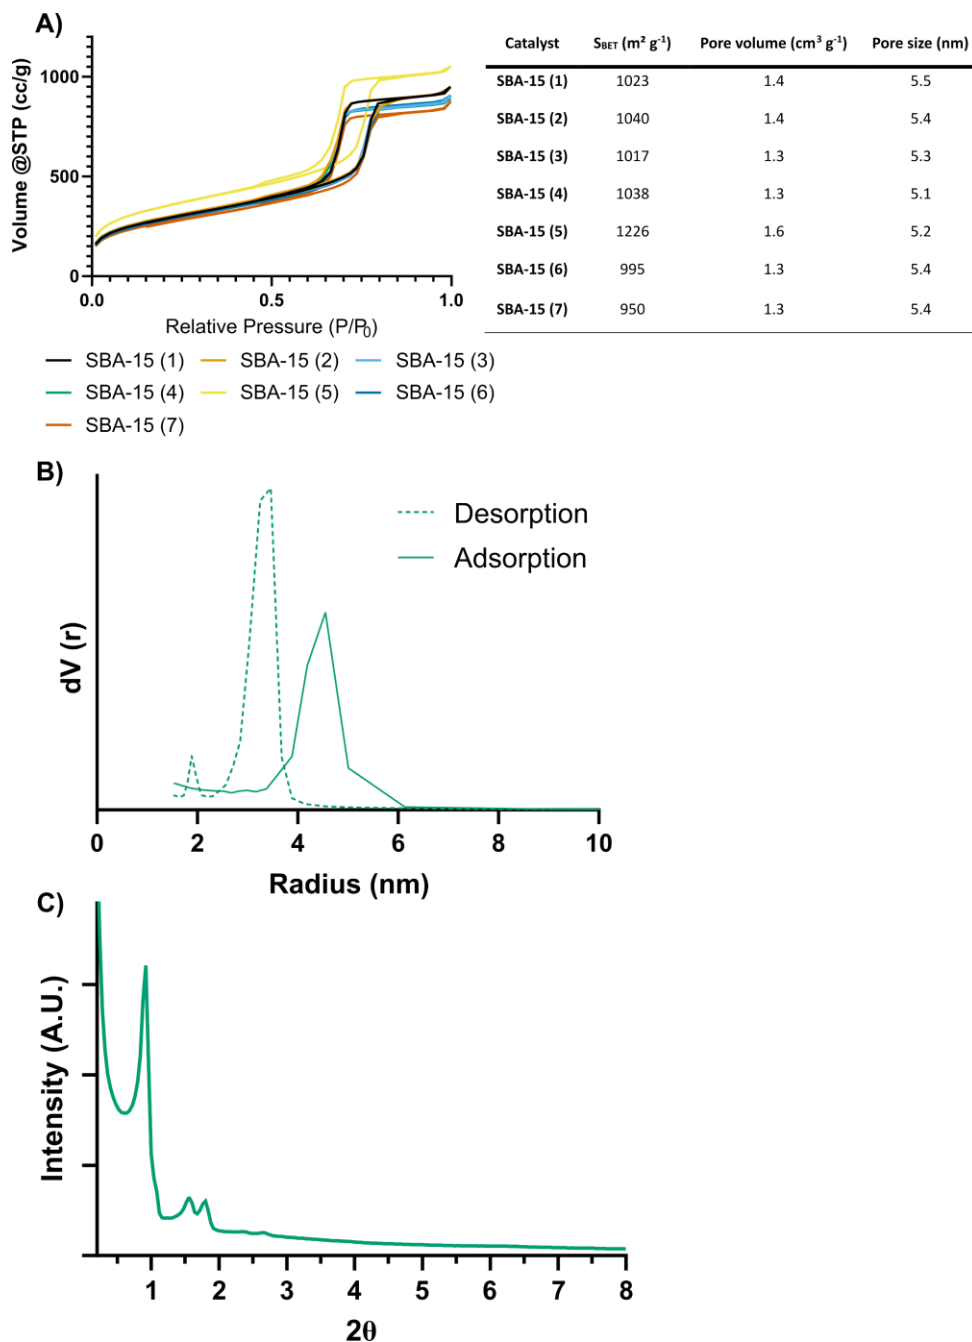 A)
Volume @STP (cc/g)
1000
500
0
0.0
0.5
1.0
Relative Pressure (P/P₀)
SBA-15 (1)
SBA-15 (2)
SBA-15 (3)
SBA-15 (4)
SBA-15 (5)
SBA-15 (6)
SBA-15 (7)
Catalyst S_BET (m² g⁻¹) Pore volume (cm³ g⁻¹) Pore size (nm)
SBA-15 (1) 1023 1.4 5.5
SBA-15 (2) 1040 1.4 5.4
SBA-15 (3) 1017 1.3 5.3
SBA-15 (4) 1038 1.3 5.1
SBA-15 (5) 1226 1.6 5.2
SBA-15 (6) 995 1.3 5.4
SBA-15 (7) 950 1.3 5.4
B)
dV (r)
Desorption
Adsorption
0 2 4 6 8 10
Radius (nm)
C)
Intensity (A.U.)
1 2 3 4 5 6 7 8
2θ